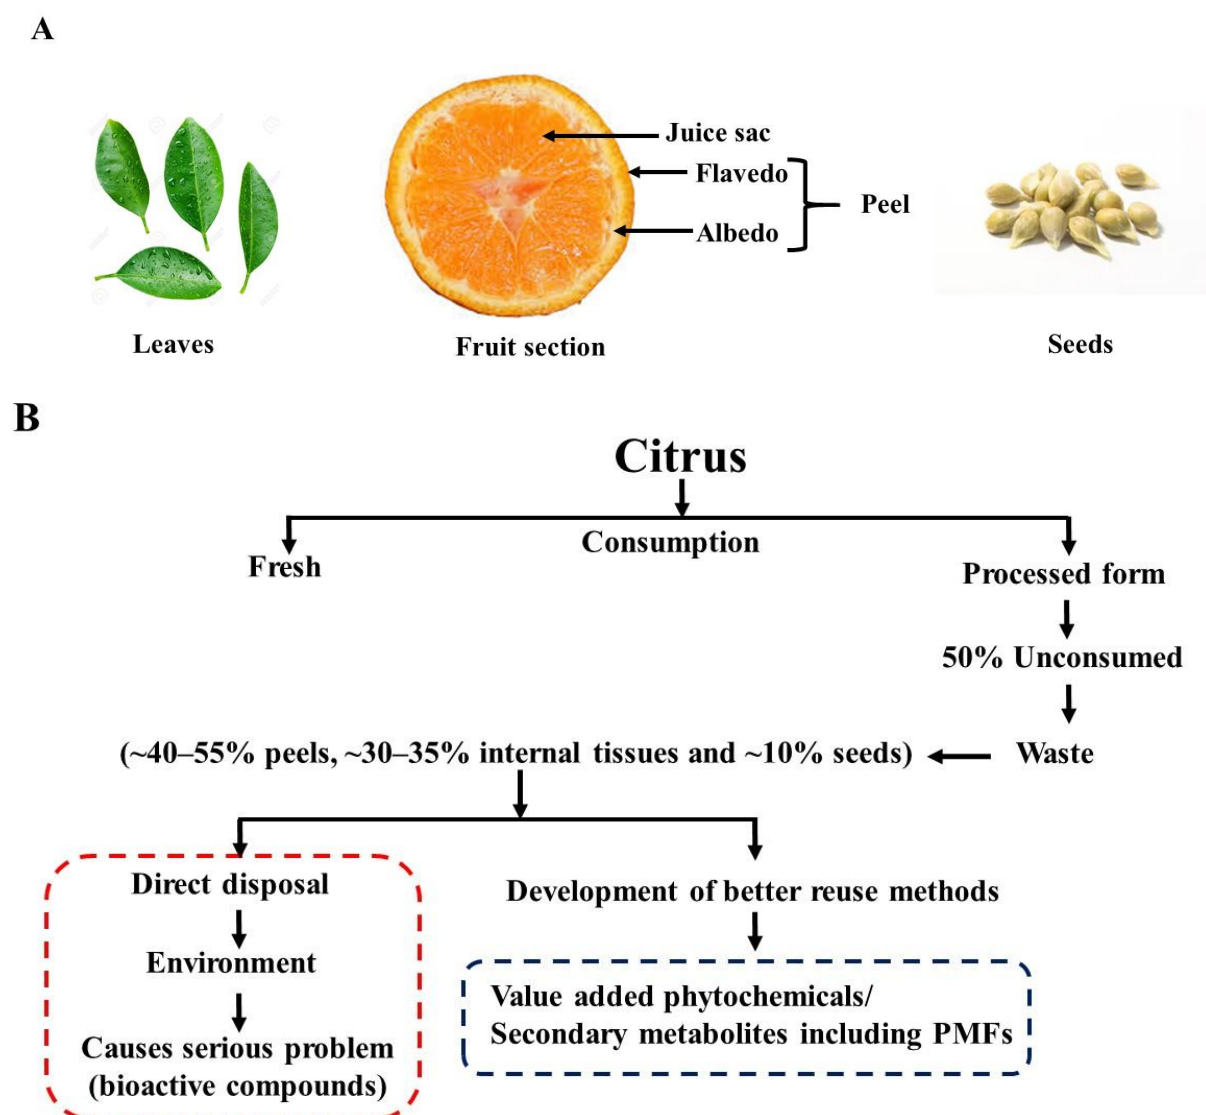 A
Juice sac
Flavedo
Peel
Albedo
Leaves
Fruit section
Seeds
B
Citrus
Consumption
Fresh
Processed form
50% Unconsumed
(~40–55% peels, ~30–35% internal tissues and ~10% seeds)
Waste
Direct disposal
Environment
Causes serious problem
(bioactive compounds)
Development of better reuse methods
Value added phytochemicals/
Secondary metabolites including PMFs